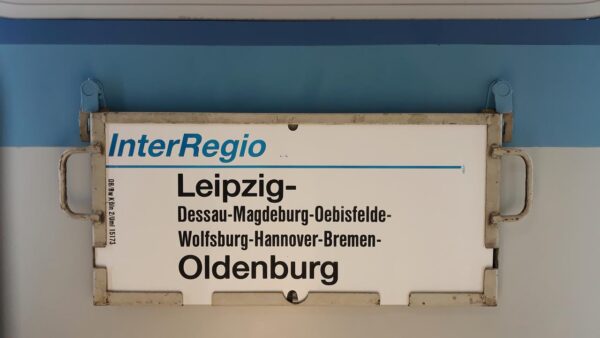 InterRegio
Leipzig-
Dessau-Magdeburg-Oebisfelde-
Wolfsburg-Hannover-Bremen-
Oldenburg